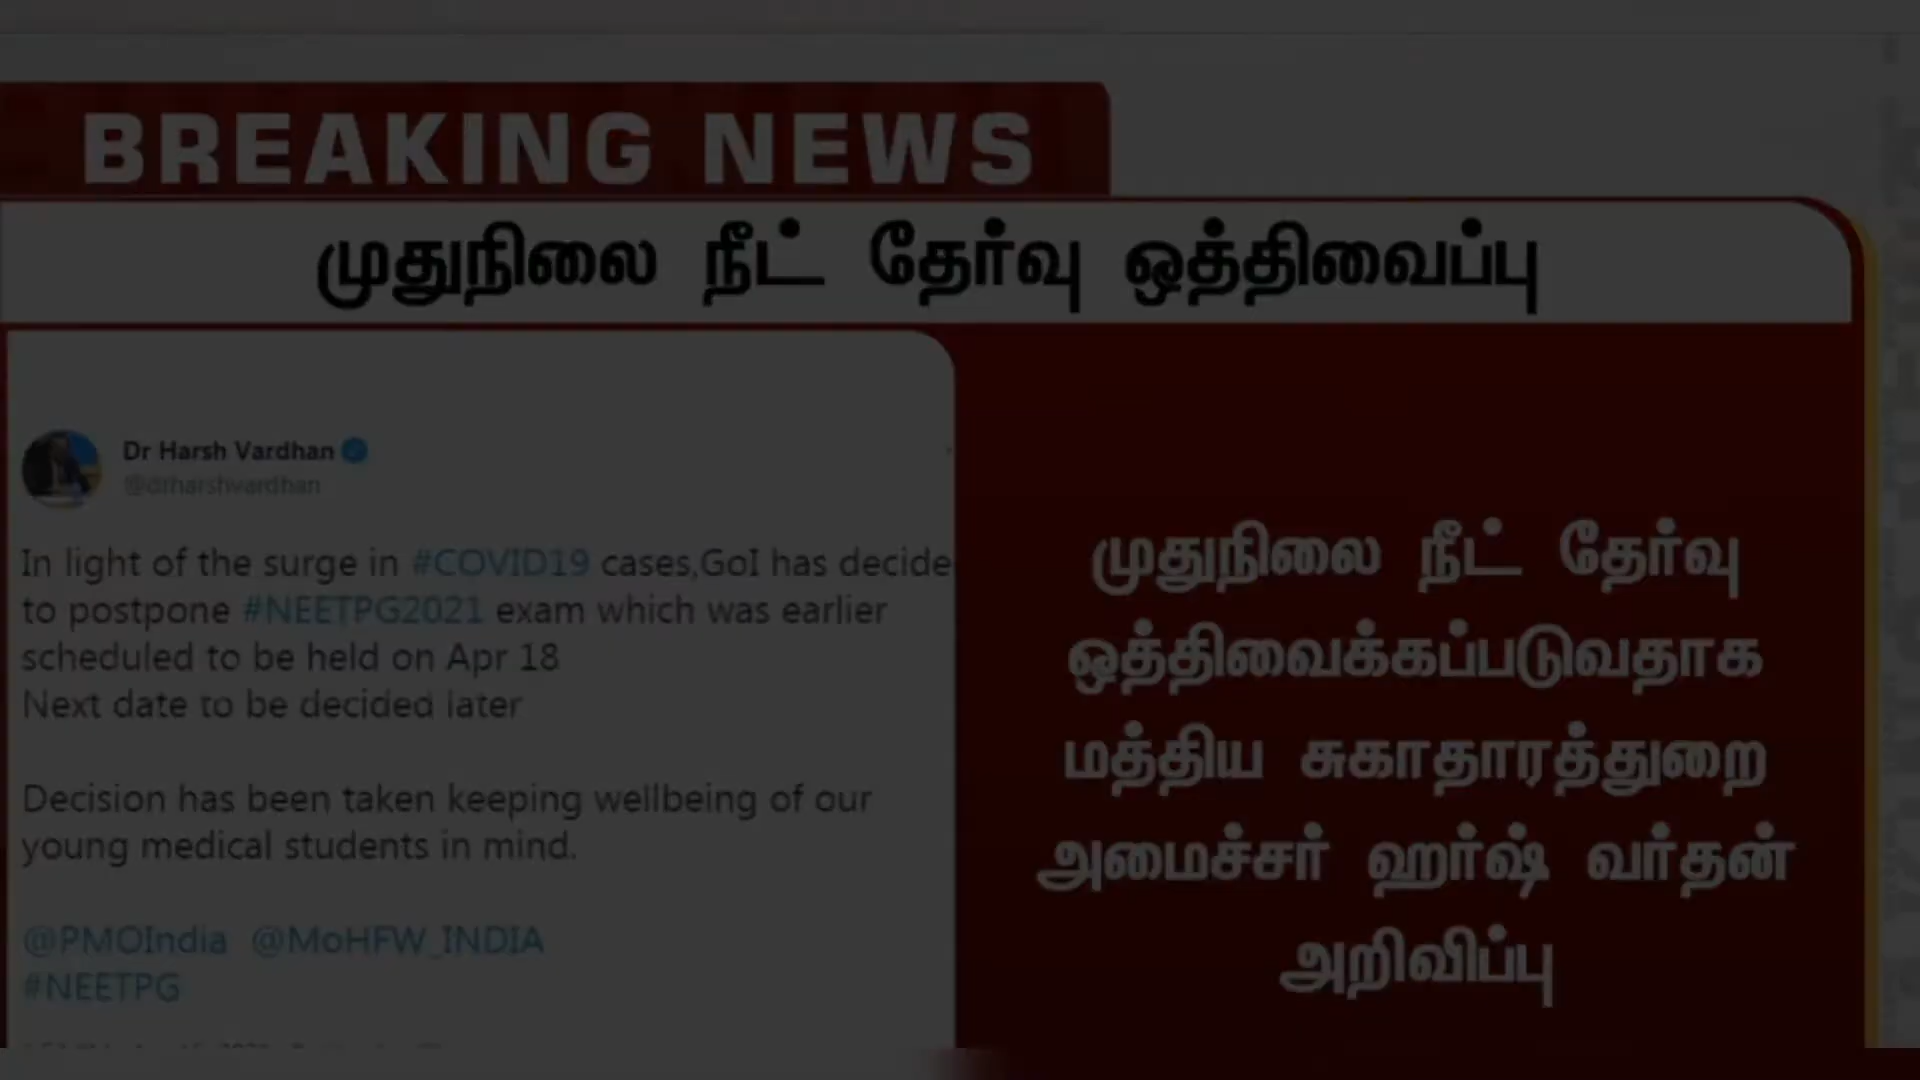 BREAKING NEWS
முதுநிலை நீட் தேர்வு ஒத்திவைப்பு
Dr Harsh Vardhan
@drharshvardhan
In light of the surge in #COVID19 cases,GoI has decide
to postpone #NEETPG2021 exam which was earlier
scheduled to be held on Apr 18
Next date to be decided later
Decision has been taken keeping wellbeing of our
young medical students in mind.
@PMOIndia @MoHFW_INDIA
#NEETPG
முதுநிலை நீட் தேர்வு
ஒத்திவைக்கப்படுவதாக
மத்திய சுகாதாரத்துறை
அமைச்சர் ஹர்ஷ் வர்தன்
அறிவிப்பு